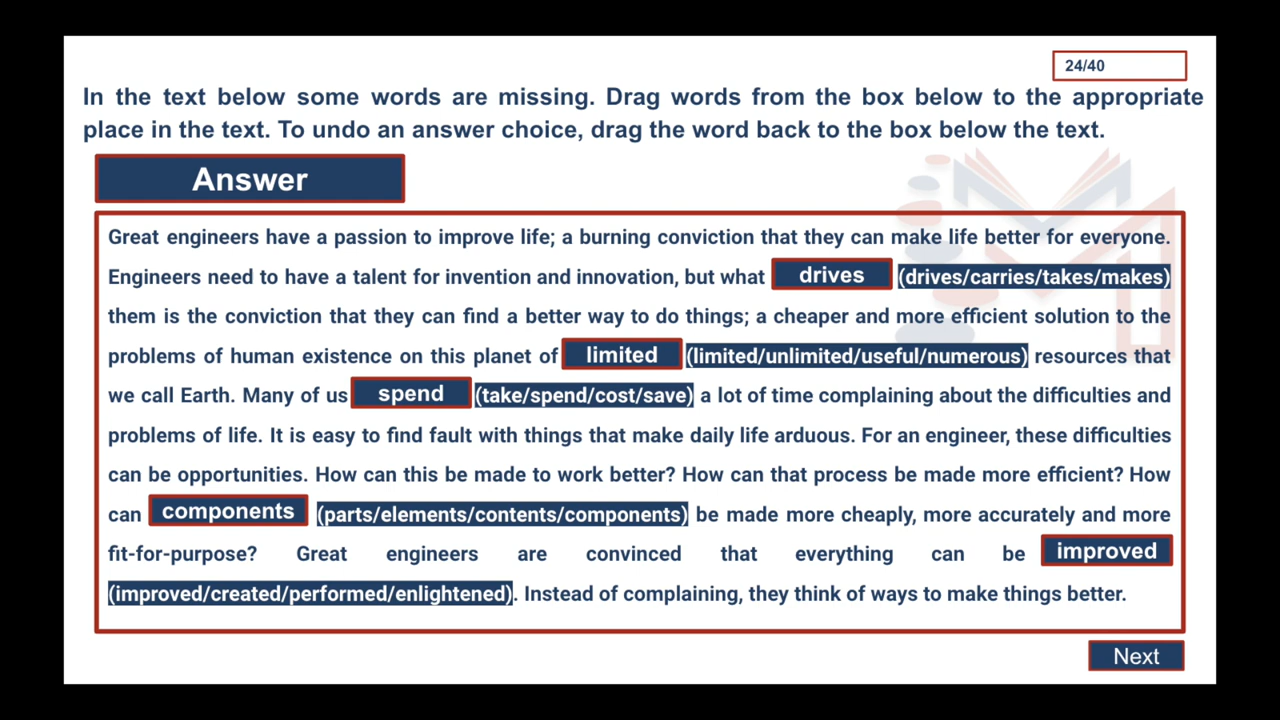 24/40
In the text below some words are missing. Drag words from the box below to the appropriate
place in the text. To undo an answer choice, drag the word back to the box below the text.
Answer
Great engineers have a passion to improve life; a burning conviction that they can make life better for everyone.
Engineers need to have a talent for invention and innovation, but what drives (drives/carries/takes/makes)
them is the conviction that they can find a better way to do things; a cheaper and more efficient solution to the
problems of human existence on this planet of limited (limited/unlimited/useful/numerous) resources that
we call Earth. Many of us spend (take/spend/cost/save) a lot of time complaining about the difficulties and
problems of life. It is easy to find fault with things that make daily life arduous. For an engineer, these difficulties
can be opportunities. How can this be made to work better? How can that process be made more efficient? How
can components (parts/elements/contents/components) be made more cheaply, more accurately and more
fit-for-purpose? Great engineers are convinced that everything can be improved
(improved/created/performed/enlightened). Instead of complaining, they think of ways to make things better.
Next